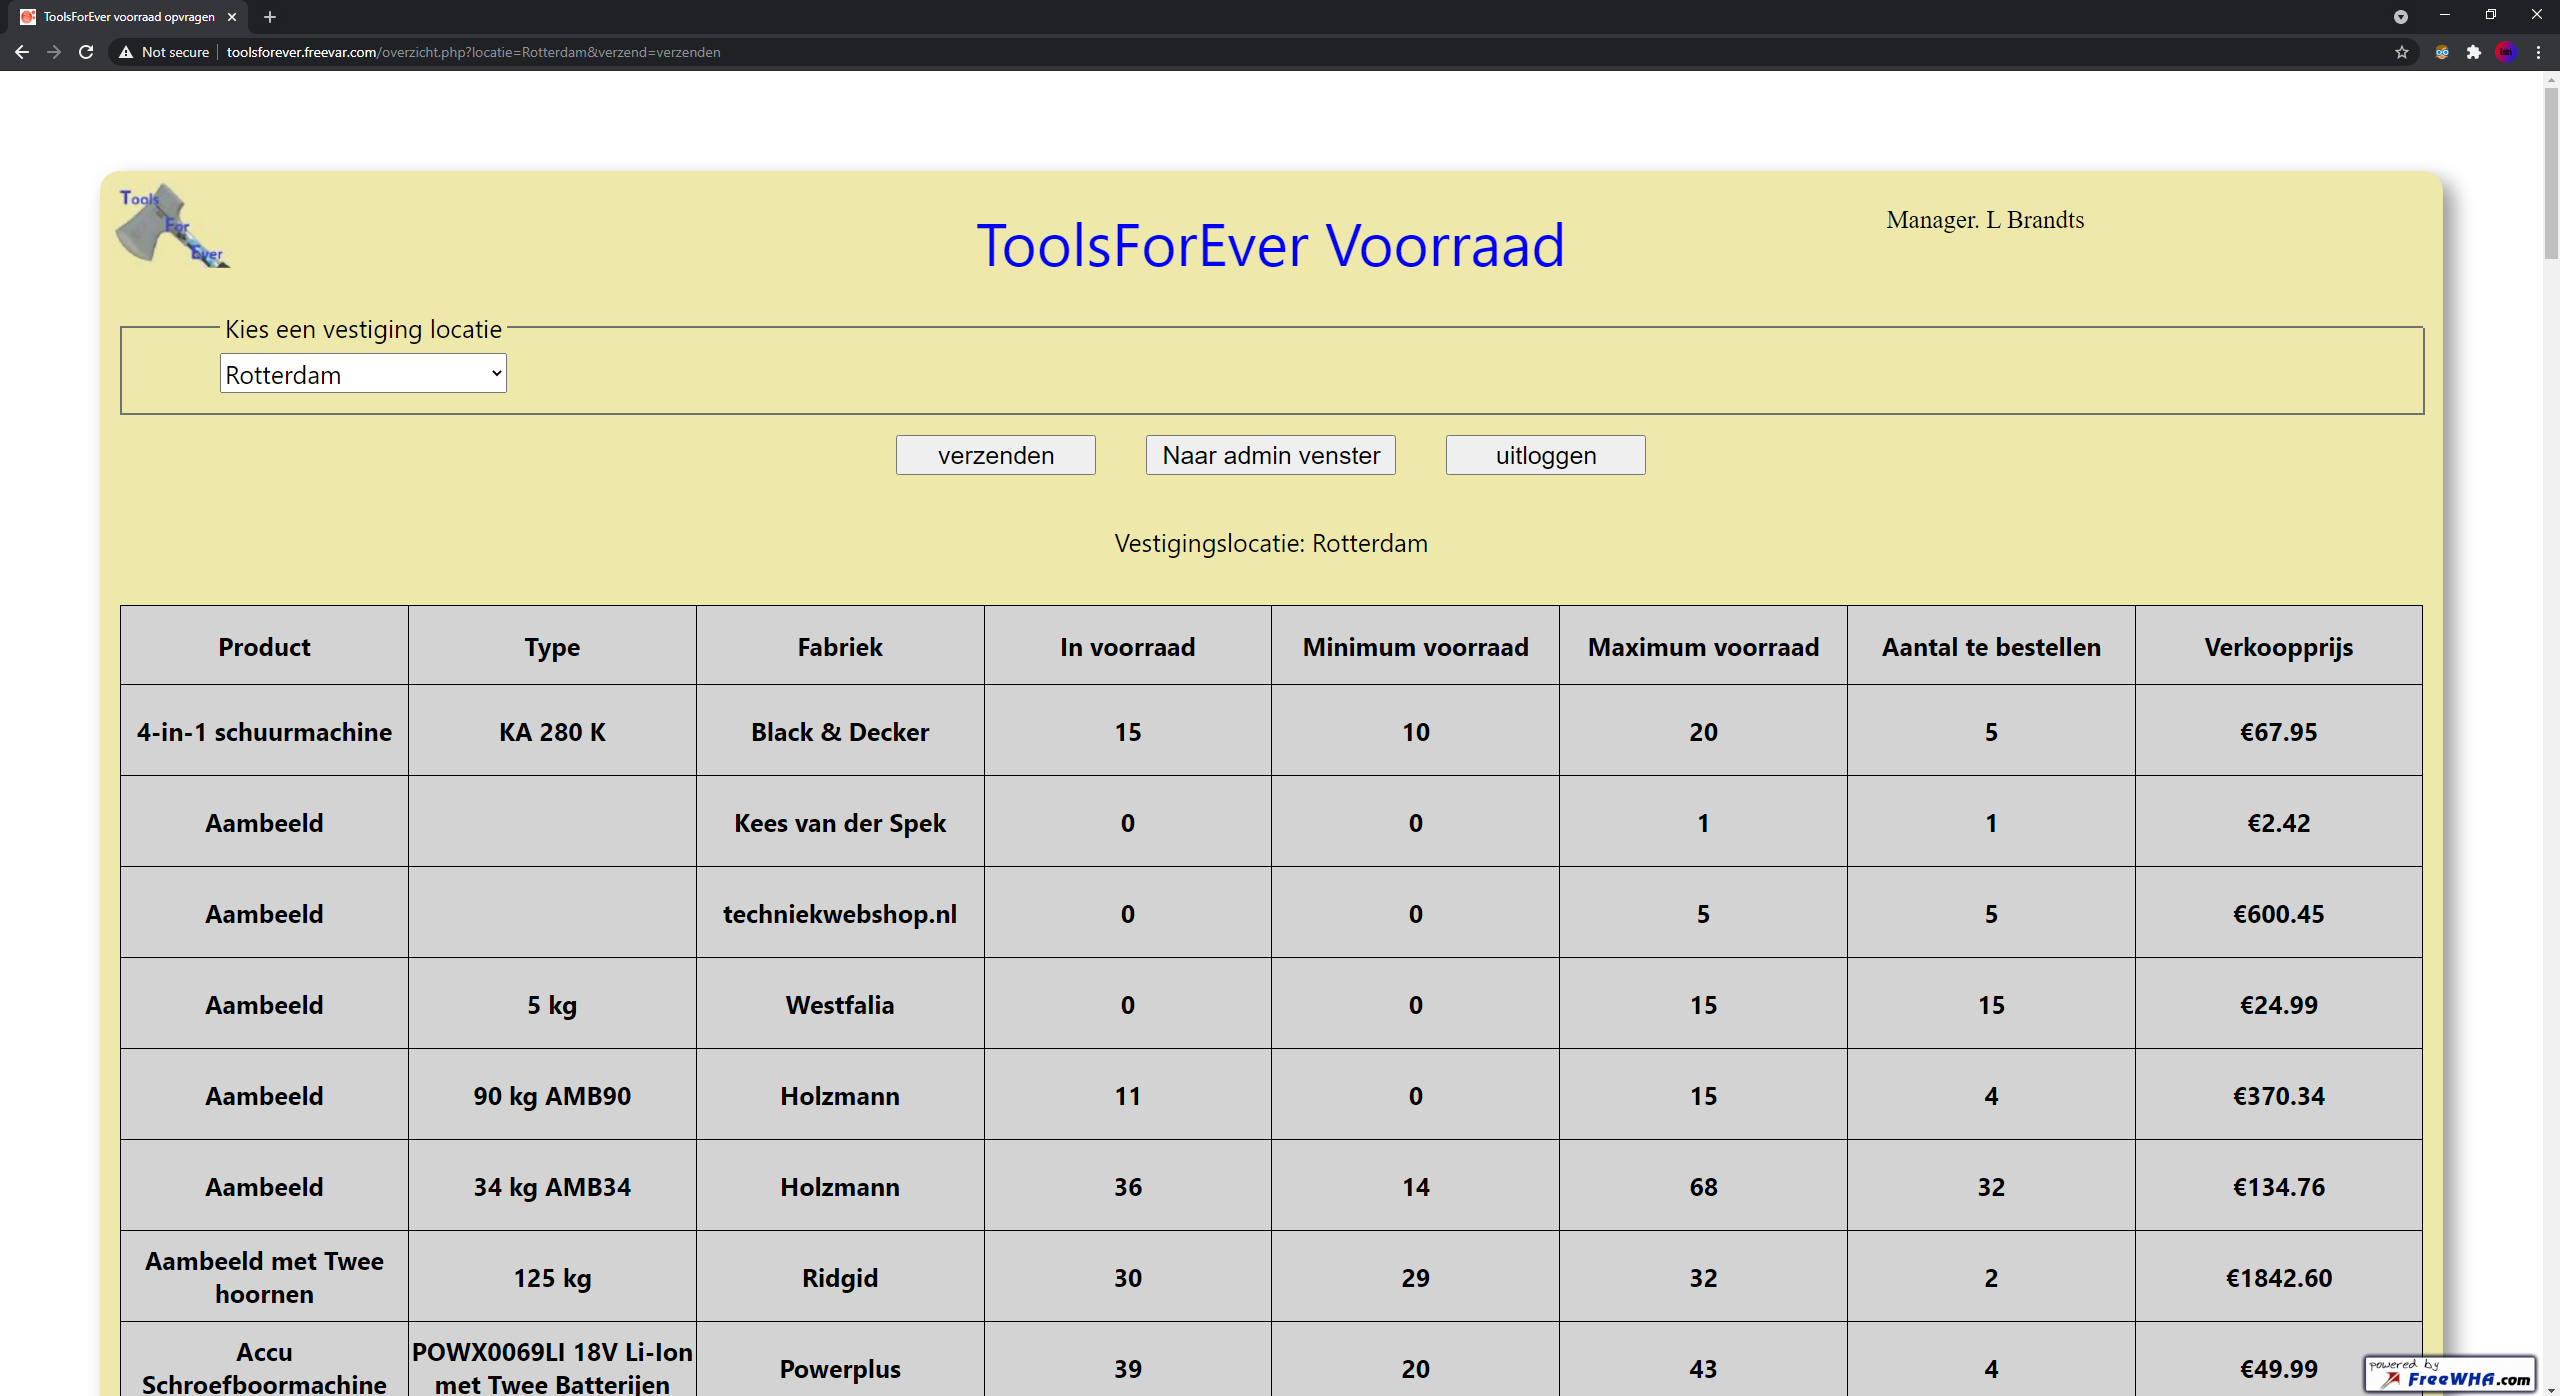 ToolsForEver voorraad opvragen
Not secure toolsforever.freevar.com/overzicht.php?locatie=Rotterdam&verzend=verzenden
Tools
For
Ever
ToolsForEver Voorraad
Manager. L Brandts
Kies een vestiging locatie
Rotterdam
verzenden Naar admin venster uitloggen
Vestigingslocatie: Rotterdam
Product Type Fabriek In voorraad Minimum voorraad Maximum voorraad Aantal te bestellen Verkoopprijs
4-in-1 schuurmachine KA 280 K Black & Decker 15 10 20 5 €67.95
Aambeeld Kees van der Spek 0 0 1 1 €2.42
Aambeeld techniekwebshop.nl 0 0 5 5 €600.45
Aambeeld 5 kg Westfalia 0 0 15 15 €24.99
Aambeeld 90 kg AMB90 Holzmann 11 0 15 4 €370.34
Aambeeld 34 kg AMB34 Holzmann 36 14 68 32 €134.76
Aambeeld met Twee
hoornen 125 kg Ridgid 30 29 32 2 €1842.60
Accu
Schroefboormachine POWX0069LI 18V Li-Ion
met Twee Batterijen Powerplus 39 20 43 4 €49.99
powered by
FreeWHA.com